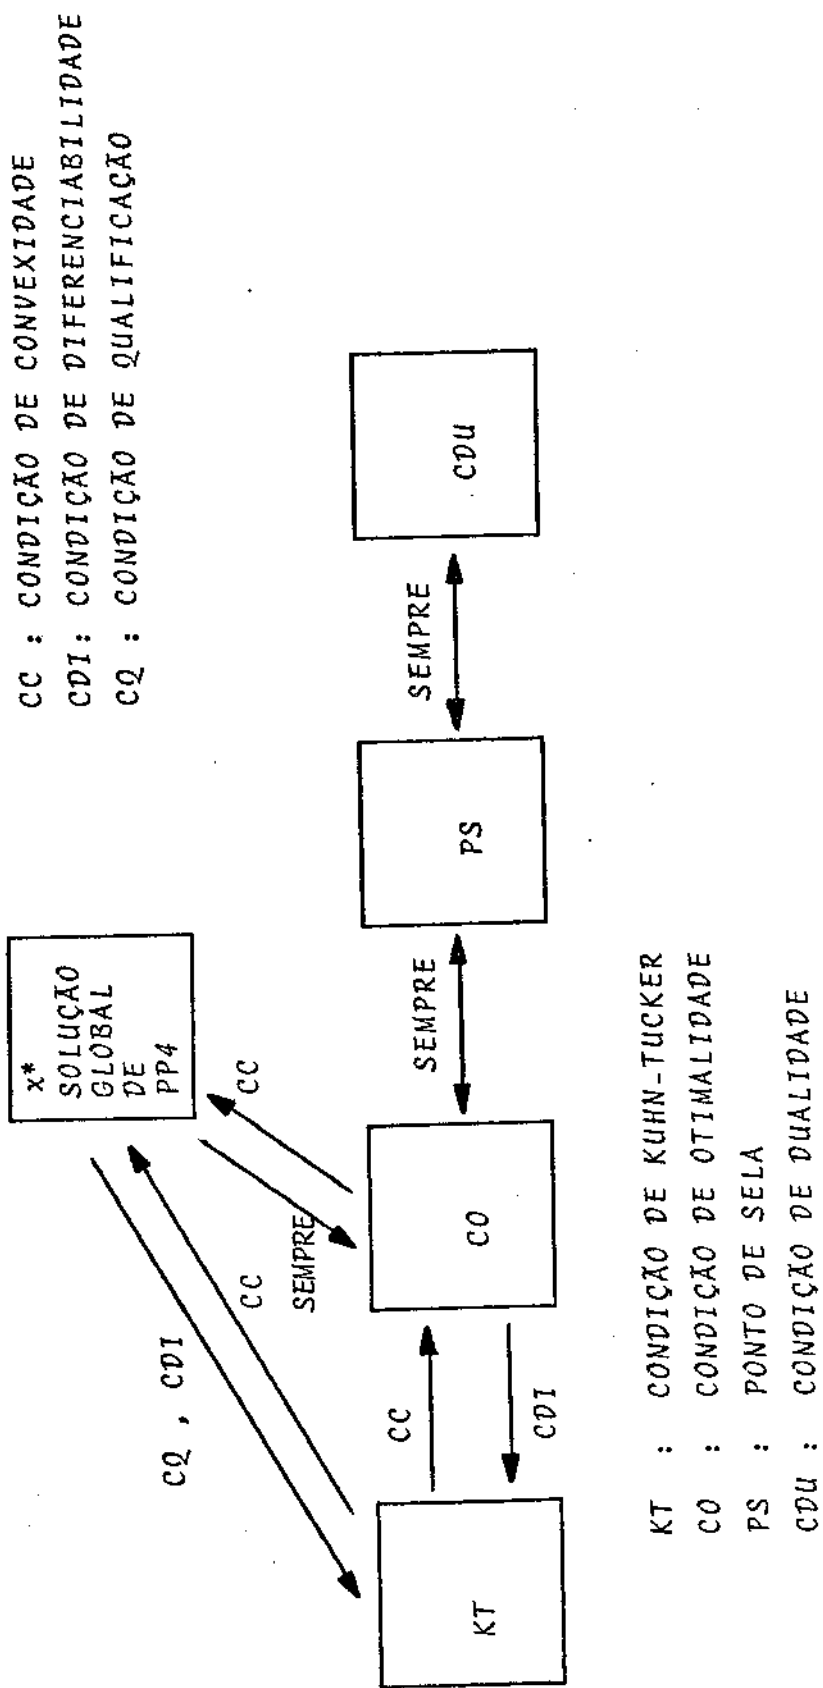 CC : CONDIÇÃO DE CONVEXIDADE
CDI: CONDIÇÃO DE DIFERENCIABILIDADE
CQ : CONDIÇÃO DE QUALIFICAÇÃO
x*
SOLUÇÃO
GLOBAL
DE
PP4
CQ , CDI
CC
SEMPRE
CC
CC
CDI
SEMPRE
SEMPRE
KT
CO
PS
CDU
KT : CONDIÇÃO DE KUHN-TUCKER
CO : CONDIÇÃO DE OTIMALIDADE
PS : PONTO DE SELA
CDU : CONDIÇÃO DE DUALIDADE